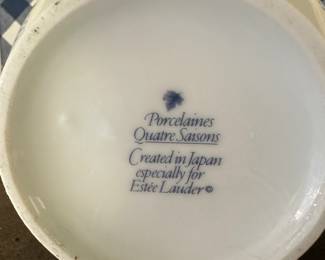 Porcelaines
Quatre Saisons
Created in Japan
especially for
Estée Lauder©